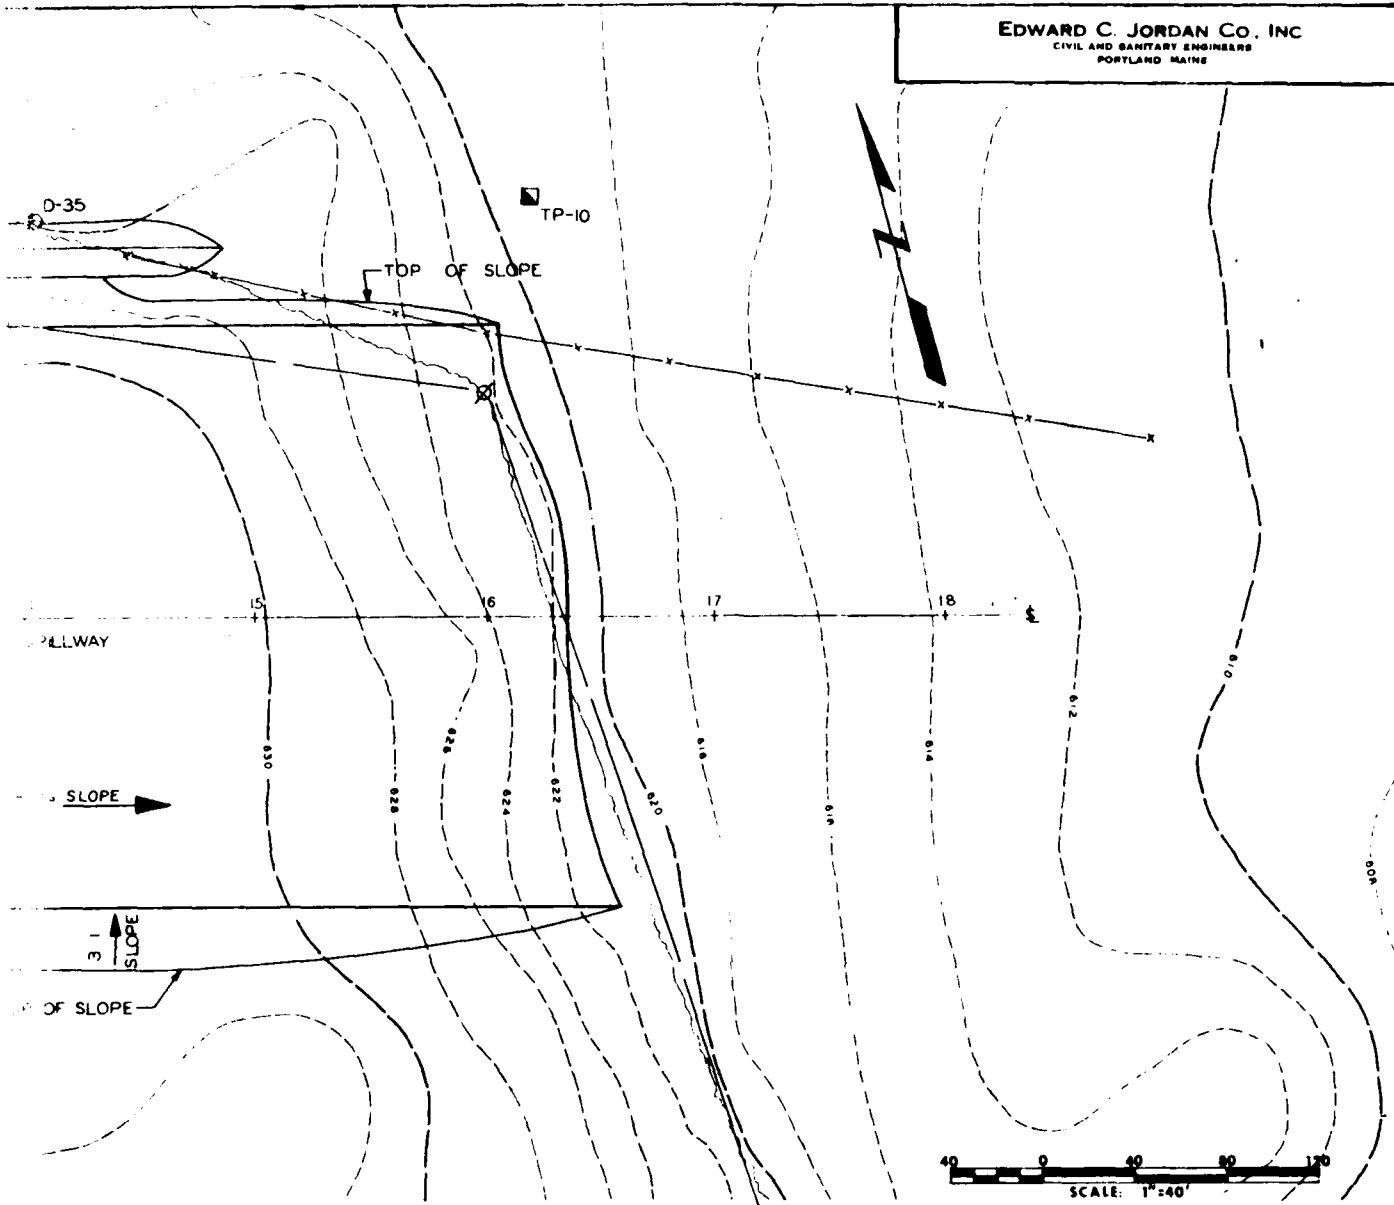 EDWARD C. JORDAN CO., INC
CIVIL AND SANITARY ENGINEERS
PORTLAND MAINE
D-35
TP-10
TOP OF SLOPE
15
16
17
18
℄
610
612
614
616
618
620
622
624
626
628
630
608
SLOPE
3 1
SLOPE
OF SLOPE
40 0 40 80 120
SCALE: 1"=40'